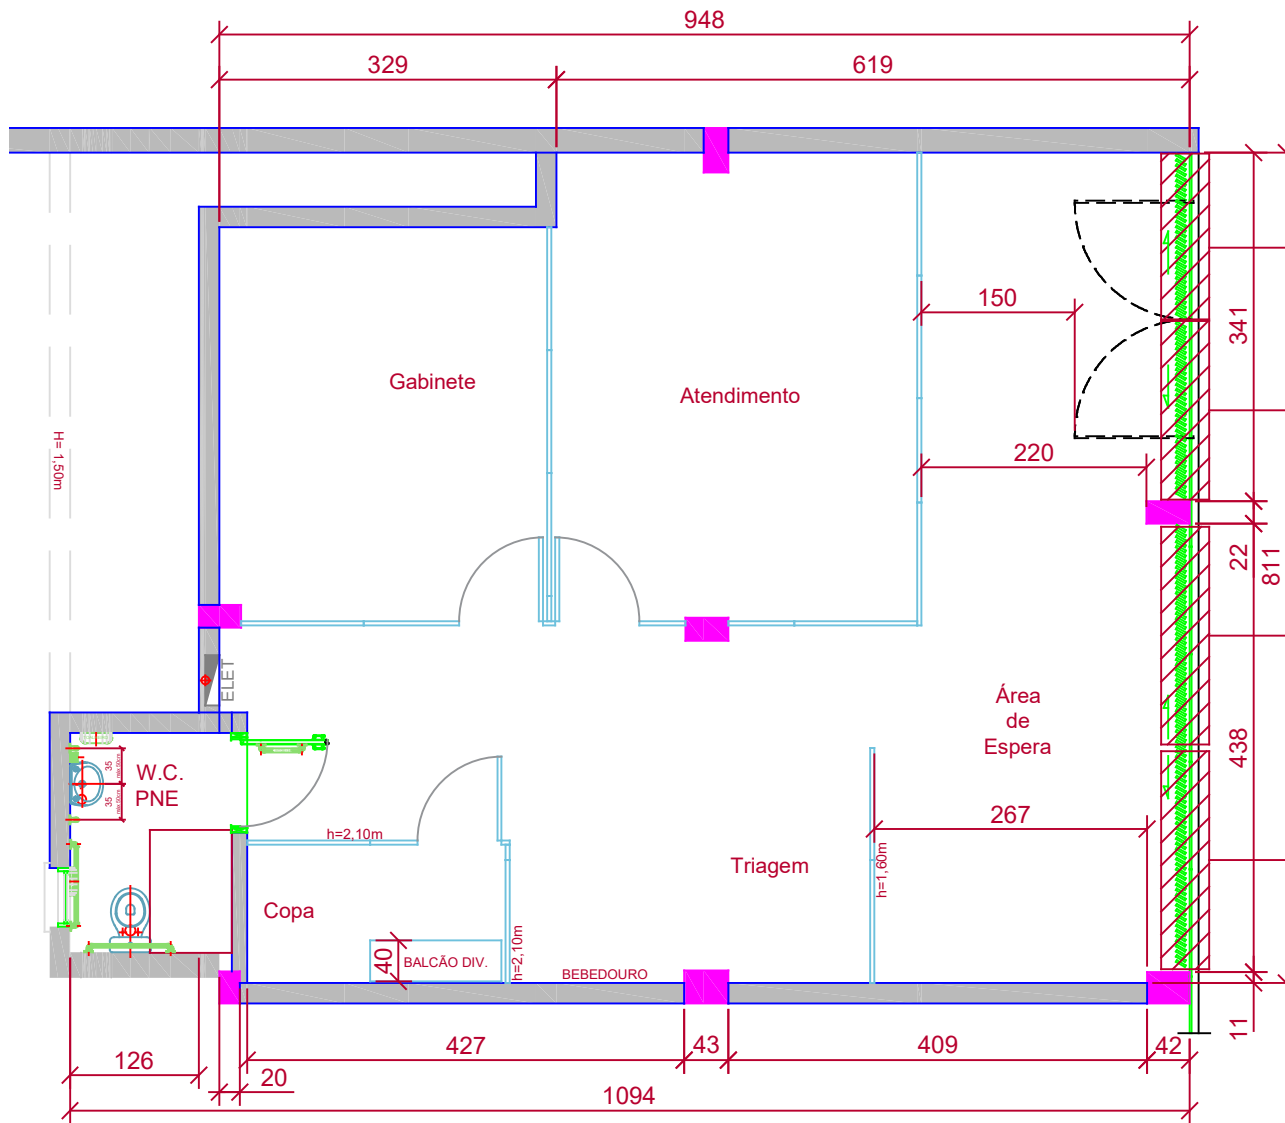 948
329
619
150
341
Gabinete
Atendimento
H= 1,50m
220
22
811
ELET
Área
de
Espera
W.C.
PNE
35
35
438
267
h=2,10m
Triagem
h=1,60m
Copa
40
BALCÃO DIV.
h=2,10m
BEBEDOURO
11
427
43
409
42
126
20
1094